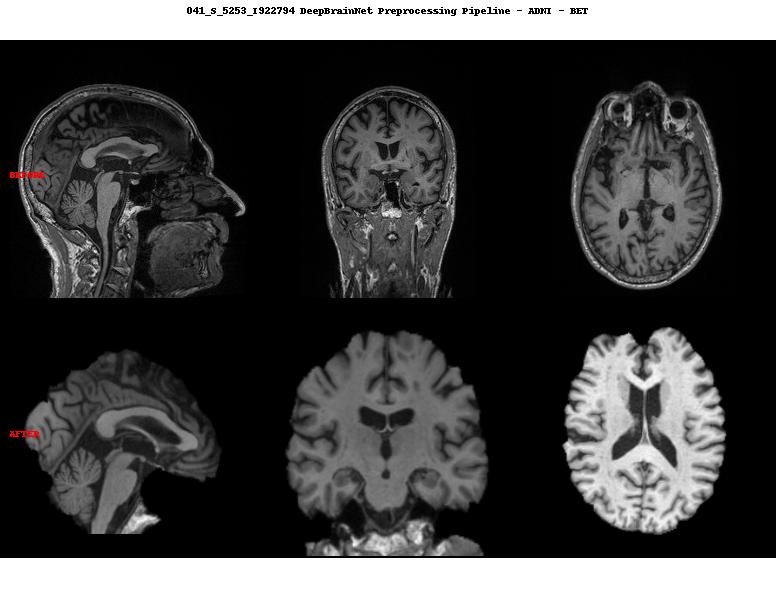 041_S_5253_I922794 DeepBrainNet Preprocessing Pipeline - ADNI - BET
BEFORE
AFTER